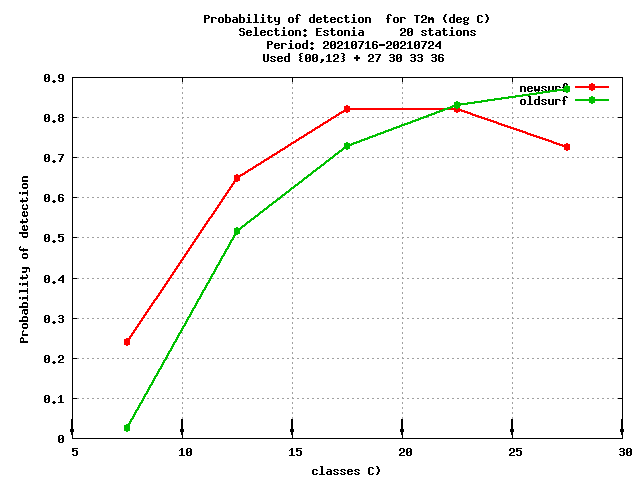 Probability of detection  for T2m (deg C)
Selection: Estonia     20 stations
Period: 20210716-20210724
Used {00,12} + 27 30 33 36
0.9
0.8
0.7
0.6
0.5
0.4
0.3
0.2
0.1
0
Probability of detection
newsurf
oldsurf
5 10 15 20 25 30
classes C)